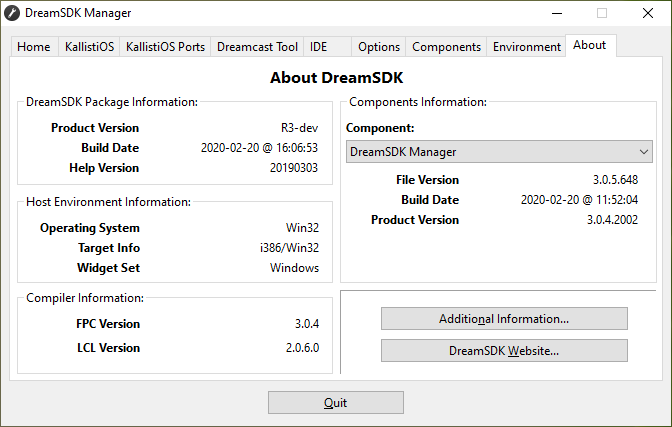 DreamSDK Manager
Home KallistiOS KallistiOS Ports Dreamcast Tool IDE Options Components Environment About
About DreamSDK
DreamSDK Package Information:
Product Version R3-dev
Build Date 2020-02-20 @ 16:06:53
Help Version 20190303
Host Environment Information:
Operating System Win32
Target Info i386/Win32
Widget Set Windows
Compiler Information:
FPC Version 3.0.4
LCL Version 2.0.6.0
Components Information:
Component:
DreamSDK Manager
File Version 3.0.5.648
Build Date 2020-02-20 @ 11:52:04
Product Version 3.0.4.2002
Additional Information...
DreamSDK Website...
Quit